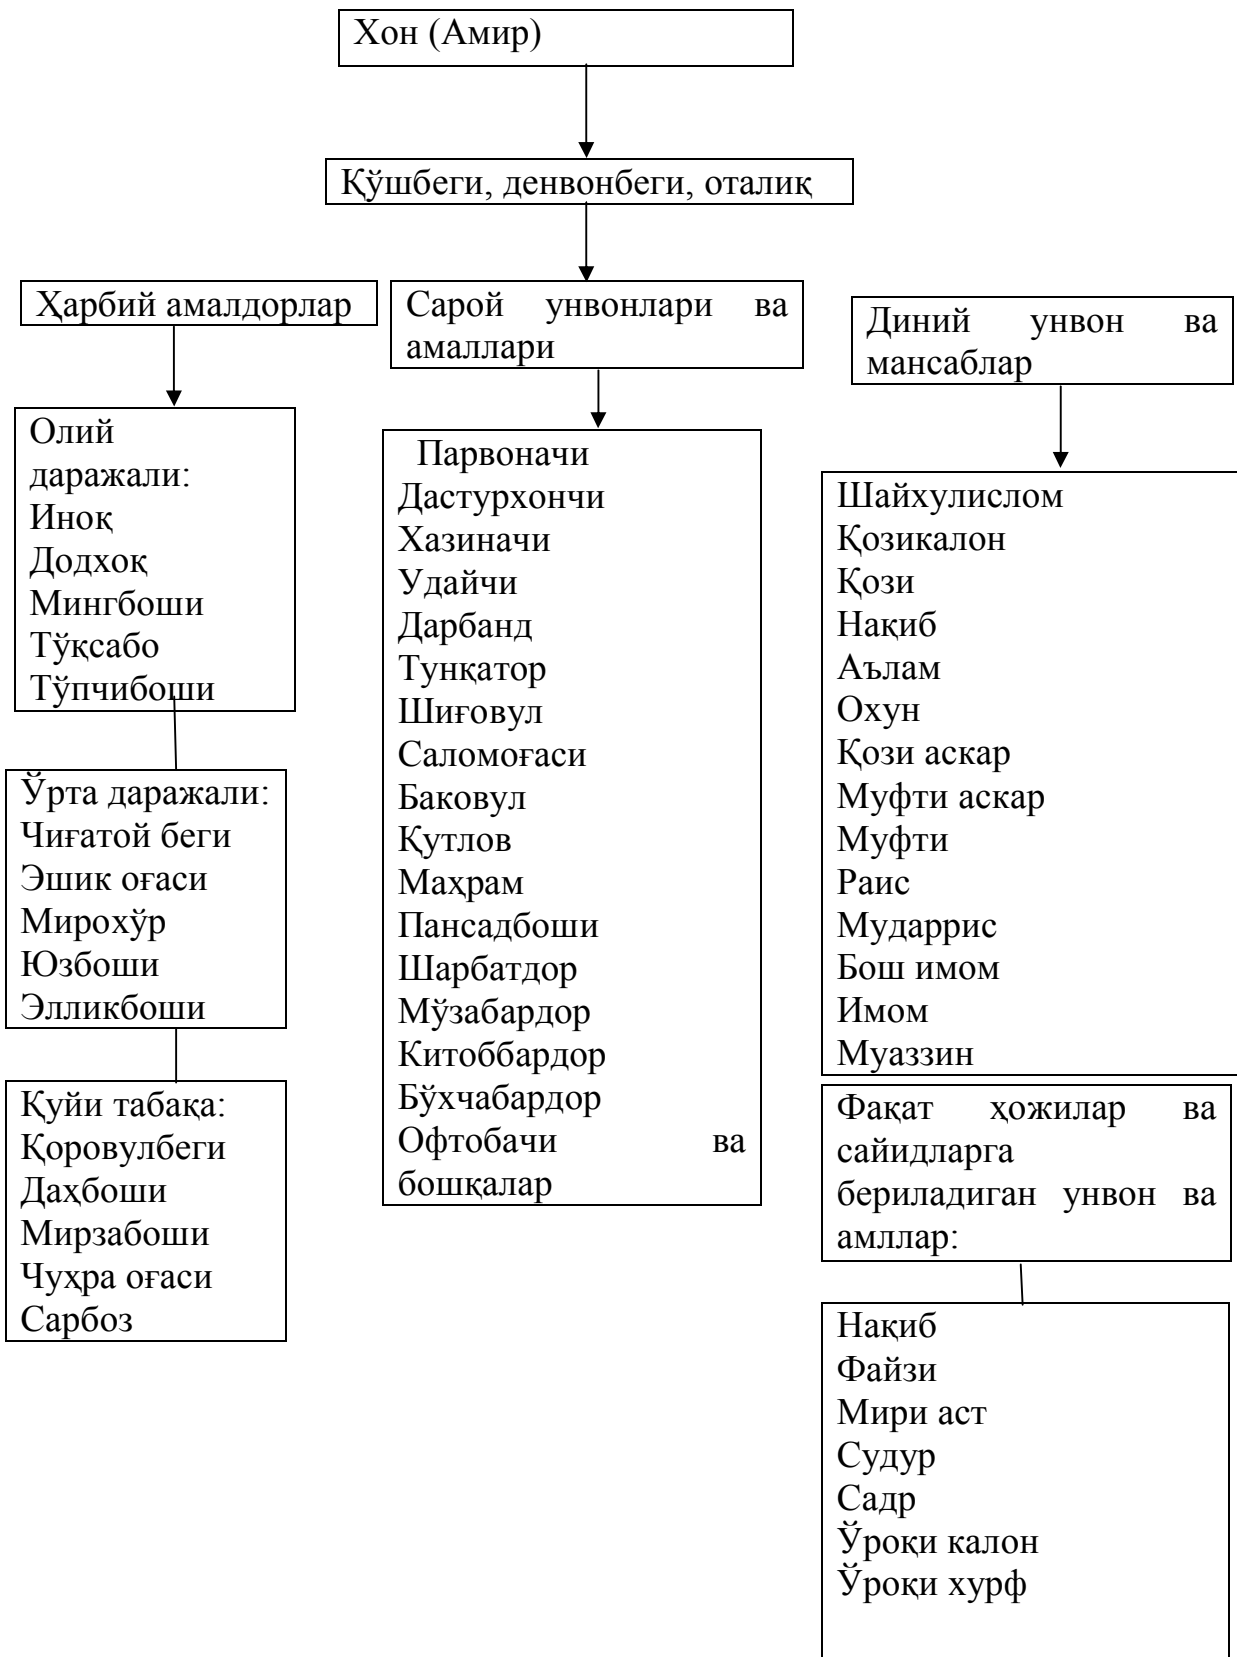 Хон (Амир)
Қўшбеги, денвонбеги, оталиқ
Ҳарбий амалдорлар
Олий
даражали:
Иноқ
Додхоқ
Мингбоши
Тўқсабо
Тўпчибоши
Ўрта даражали:
Чиғатой беги
Эшик оғаси
Мирохўр
Юзбоши
Элликбоши
Қуйи табақа:
Қоровулбеги
Даҳбоши
Мирзабоши
Чуҳра оғаси
Сарбоз
Сарой унвонлари ва
амаллари
Парвоначи
Дастурхончи
Хазиначи
Удайчи
Дарбанд
Тунқатор
Шиғовул
Саломоғаси
Баковул
Қутлов
Маҳрам
Пансадбоши
Шарбатдор
Мўзабардор
Китоббардор
Бўхчабардор
Офтобачи ва
бошқалар
Диний унвон ва
мансаблар
Шайхулислом
Қозикалон
Қози
Нақиб
Аълам
Охун
Қози аскар
Муфти аскар
Муфти
Раис
Мударрис
Бош имом
Имом
Муаззин
Фақат ҳожилар ва
сайидларга
бериладиган унвон ва
амллар:
Нақиб
Файзи
Мири аст
Судур
Садр
Ўроқи калон
Ўроқи хурф